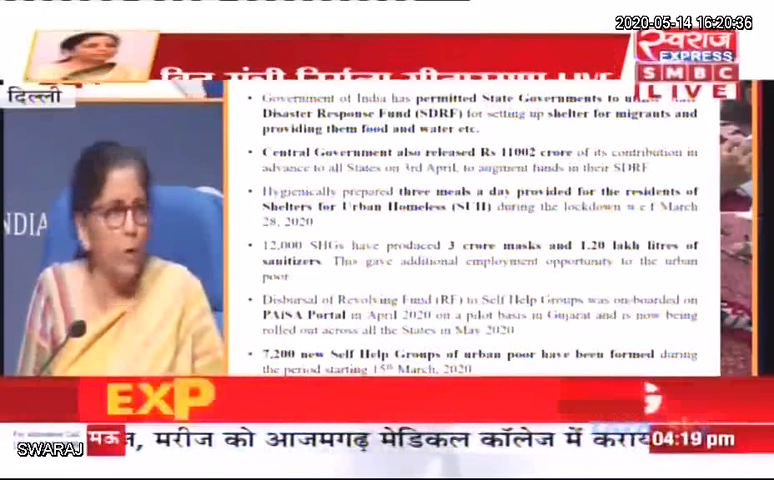 2020-05-14 16:20:36
स्वराज
EXPRESS
SMBC
LIVE
वित्त मंत्री निर्मला सीतारमण LIVE
दिल्ली
INDIA
• Government of India has permitted State Governments to
Disaster Response Fund (SDRF) for setting up shelter for migrants and
providing them food and water etc.
• Central Government also released Rs 11002 crore of its contribution in
advance to all States on 3rd April, to augment funds in their SDRF
• Hygienically prepared three meals a day provided for the residents of
Shelters for Urban Homeless (SUH) during the lockdown w e f March
28, 2020
• 12,000 SHGs have produced 3 crore masks and 1.20 lakh litres of
sanitizers. This gave additional employment opportunity to the urban
poor
• Disbursal of Revolving Fund (RF) to Self Help Groups was on-boarded on
PAiSA Portal in April 2020 on a pilot basis in Gujarat and is now being
rolled out across all the States in May 2020
• 7,200 new Self Help Groups of urban poor have been formed during
the period starting 15th March, 2020
EXP
SWARAJ
मऊ
, मरीज को आजमगढ़ मेडिकल कॉलेज में कराय
04:19 pm